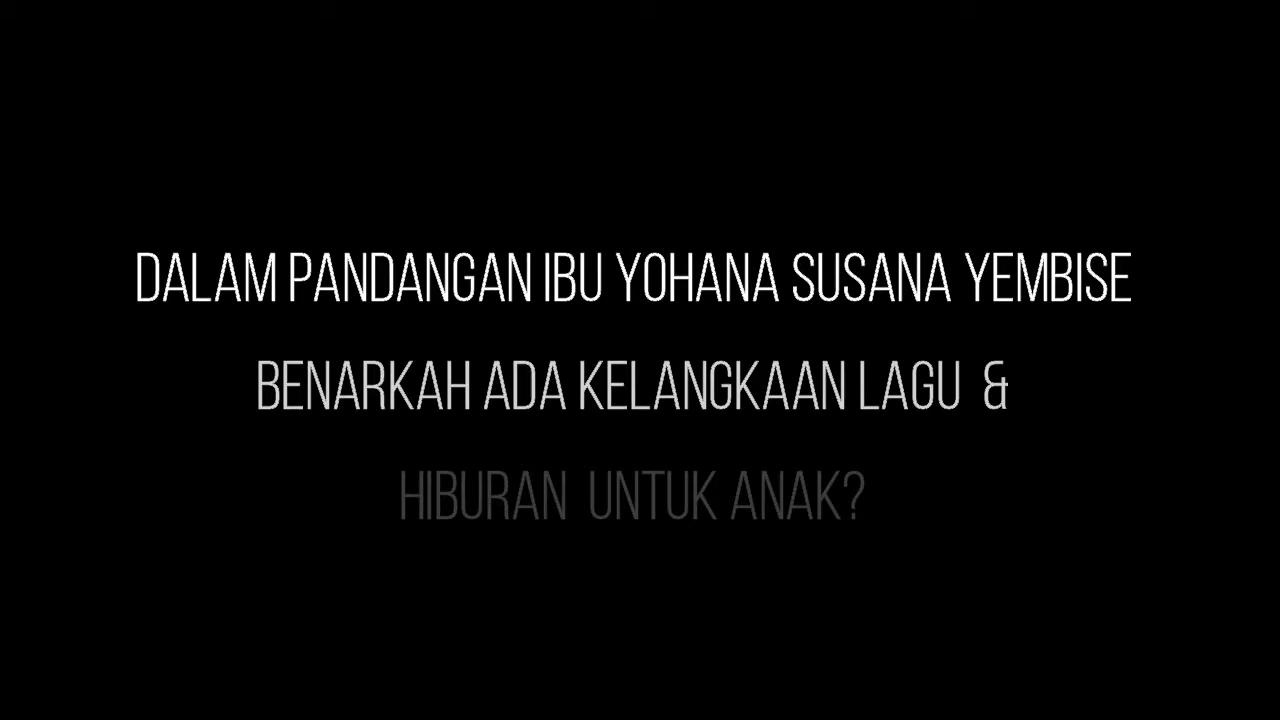 DALAM PANDANGAN IBU YOHANA SUSANA YEMBISE
BENARKAH ADA KELANGKAAN LAGU &
HIBURAN UNTUK ANAK?